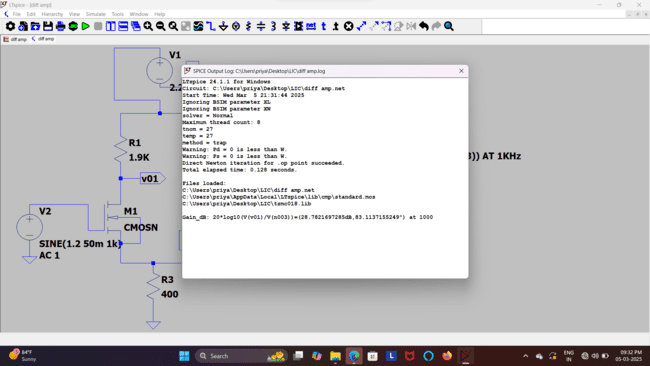 LTspice - [diff amp]
File Edit Hierarchy View Simulate Tools Window Help
diff amp diff amp
V1
2.2
R1
1.9K
v01
V2
M1
CMOSN
SINE(1.2 50m 1k)
AC 1
R3
400
)) AT 1KHz
SPICE Output Log: C:\Users\priya\Desktop\LIC\diff amp.log
LTspice 24.1.1 for Windows
Circuit: C:\Users\priya\Desktop\LIC\diff amp.net
Start Time: Wed Mar 5 21:31:44 2025
Ignoring BSIM parameter XL
Ignoring BSIM parameter XW
solver = Normal
Maximum thread count: 8
tnom = 27
temp = 27
method = trap
Warning: Pd = 0 is less than W.
Warning: Ps = 0 is less than W.
Direct Newton iteration for .op point succeeded.
Total elapsed time: 0.128 seconds.
Files loaded:
C:\Users\priya\Desktop\LIC\diff amp.net
C:\Users\priya\AppData\Local\LTspice\lib\cmp\standard.mos
C:\Users\priya\Desktop\LIC\tsmc018.lib
Gain_dB: 20*log10(V(v01)/V(n003))=(28.7821697285dB,83.1137155249°) at 1000
84°F
Sunny
Search
ENG
IN
09:32 PM
05-03-2025